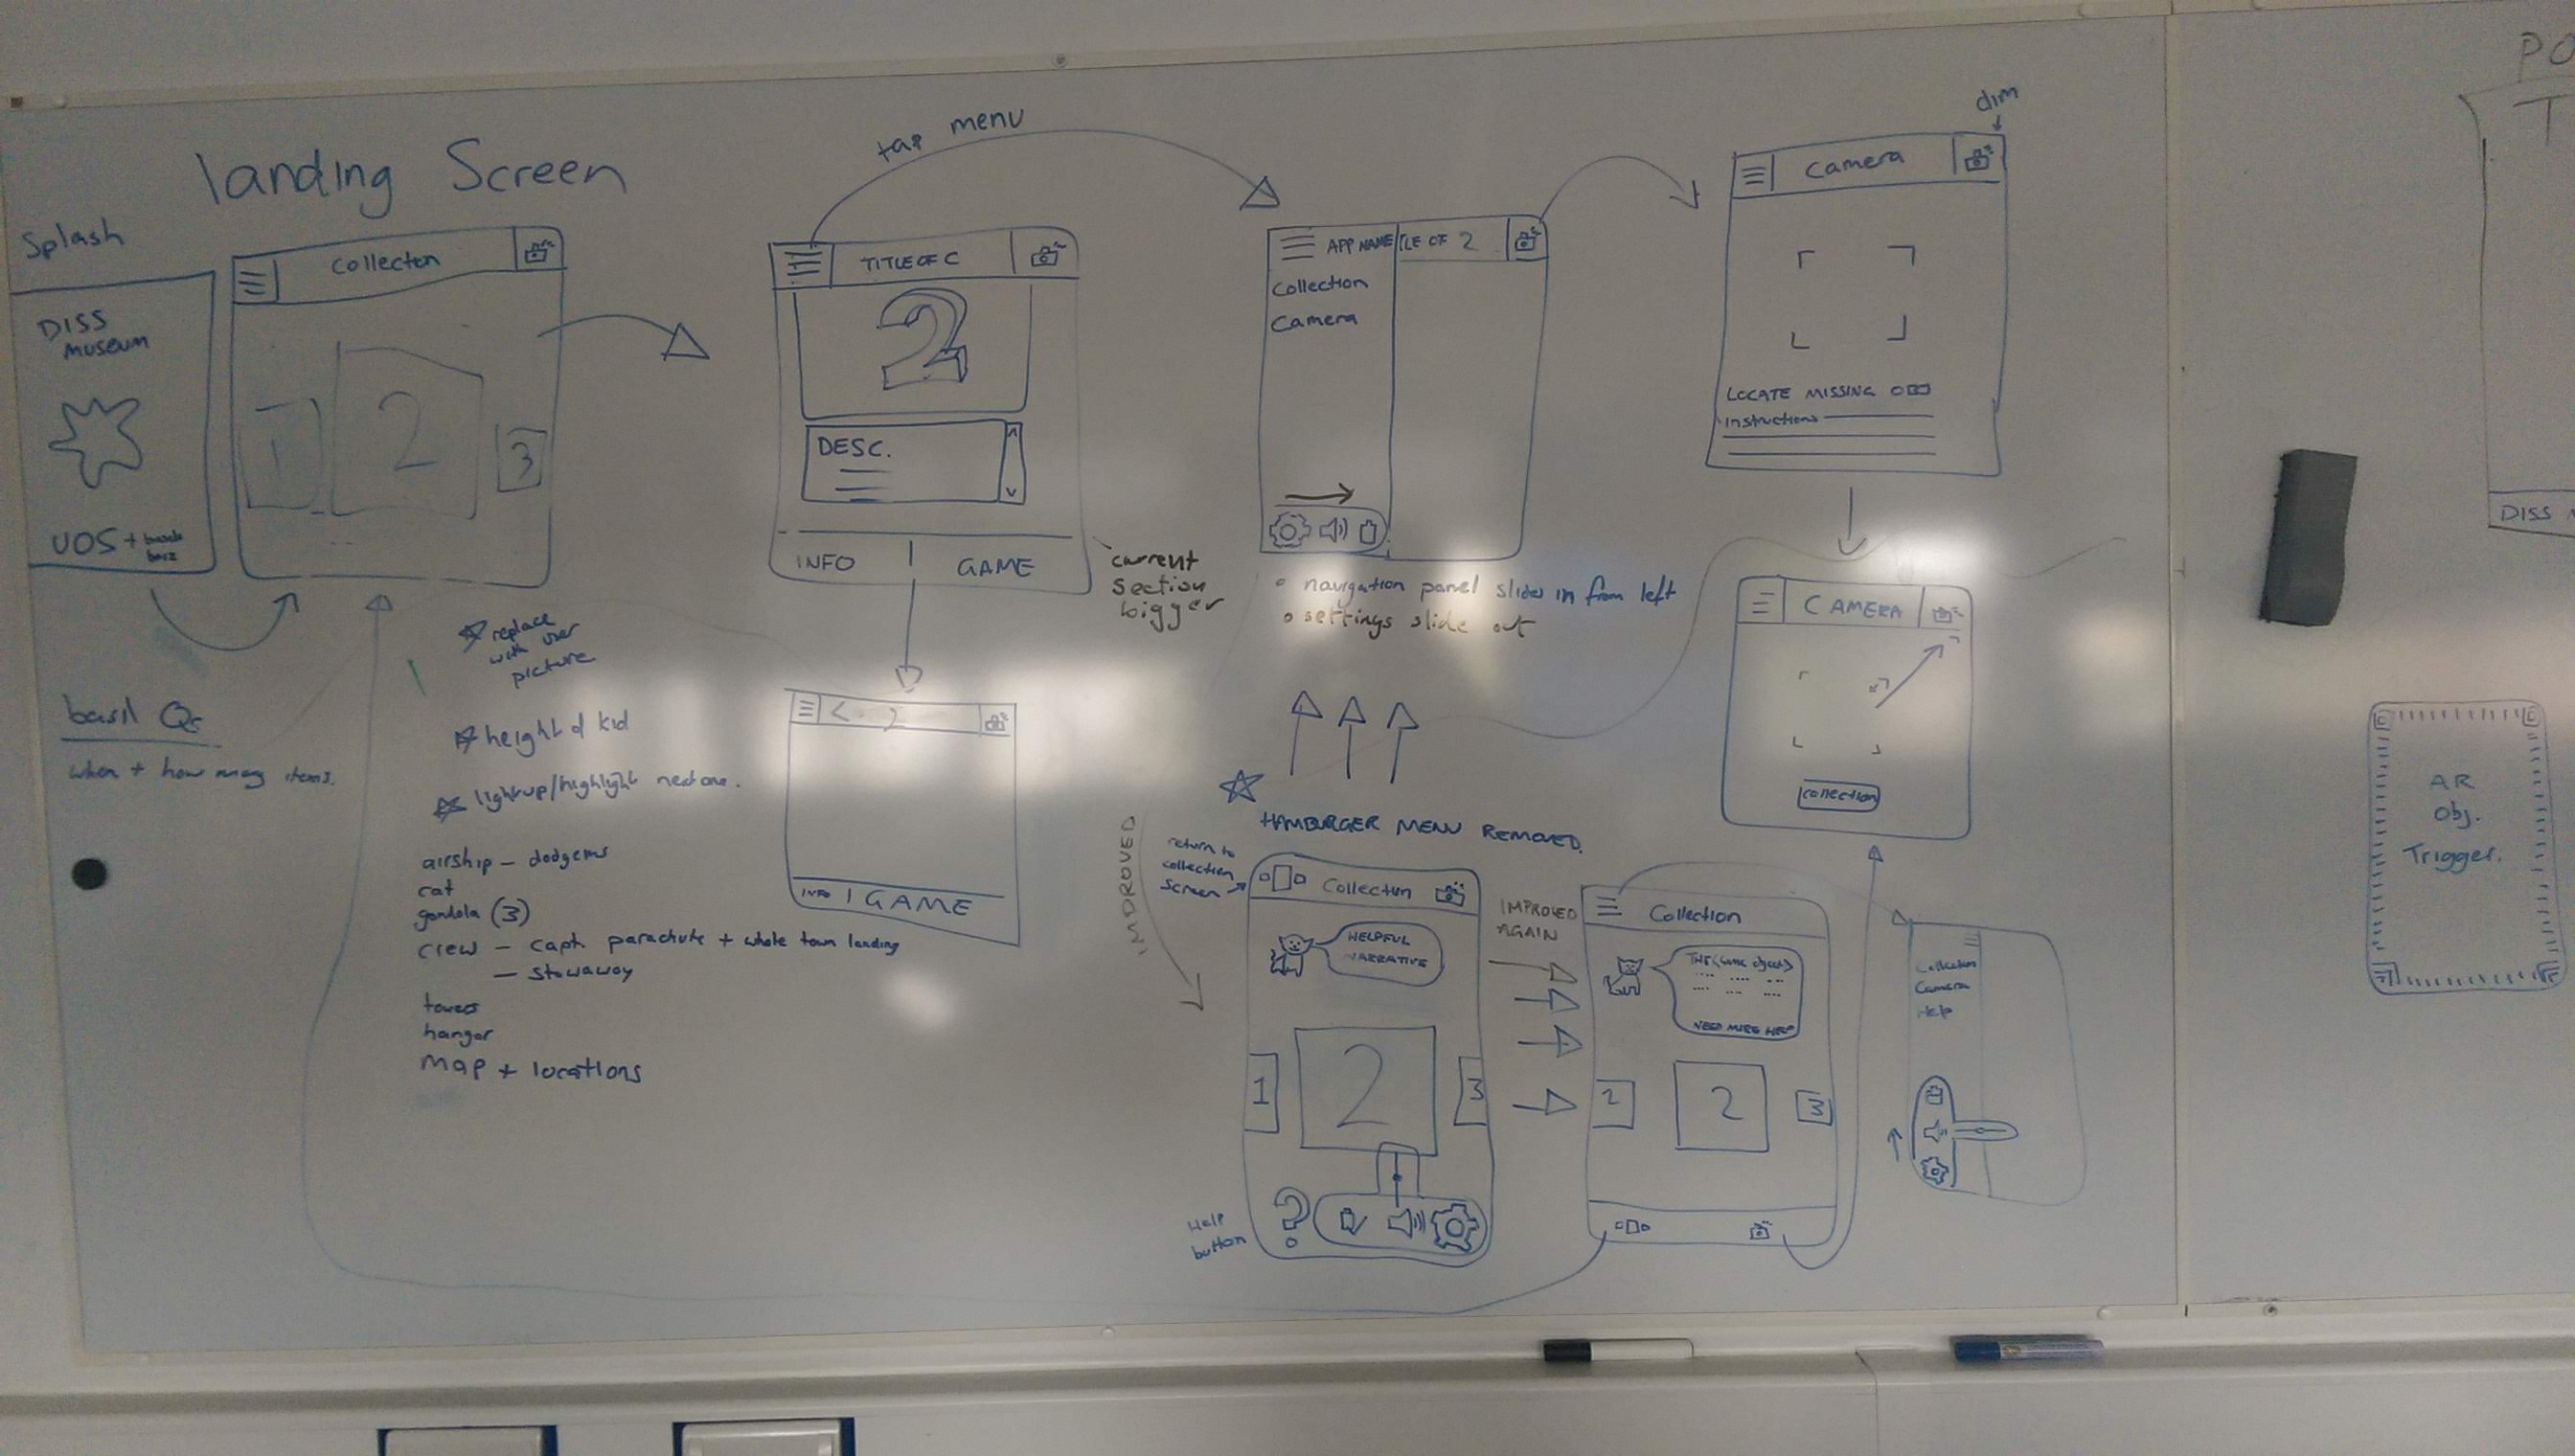 landing Screen
Splash
DISS
MUSEUM
UOS +
Collecton
1
2
3
replace
with user
picture
height of kid
light up/highlight next one.
basil Qs
when + how many items.
airship – dodgems
cat
gondola (3)
crew – capt. parachute + whole town landing
– stowaway
towers
hangar
map + locations
tap menu
TITLE OF C
2
DESC.
INFO | GAME
current
section
bigger
< 2
INFO | GAME
APP NAME
LE OF 2
Collection
Camera
navigation panel slides in from left
settings slide out
dim
Camera
LOCATE MISSING OBJ
Instructions
CAMERA
collection
HAMBURGER MENU REMOVED.
IMPROVED
return to
collection
screen
Collection
HELPFUL
NARRATIVE
1
2
3
Help
button
?
IMPROVED
AGAIN
Collection
THE (some object)
NEED MORE HELP
2
2
3
Collection
Camera
Help
PO
T
DISS
AR
Obj.
Trigger.